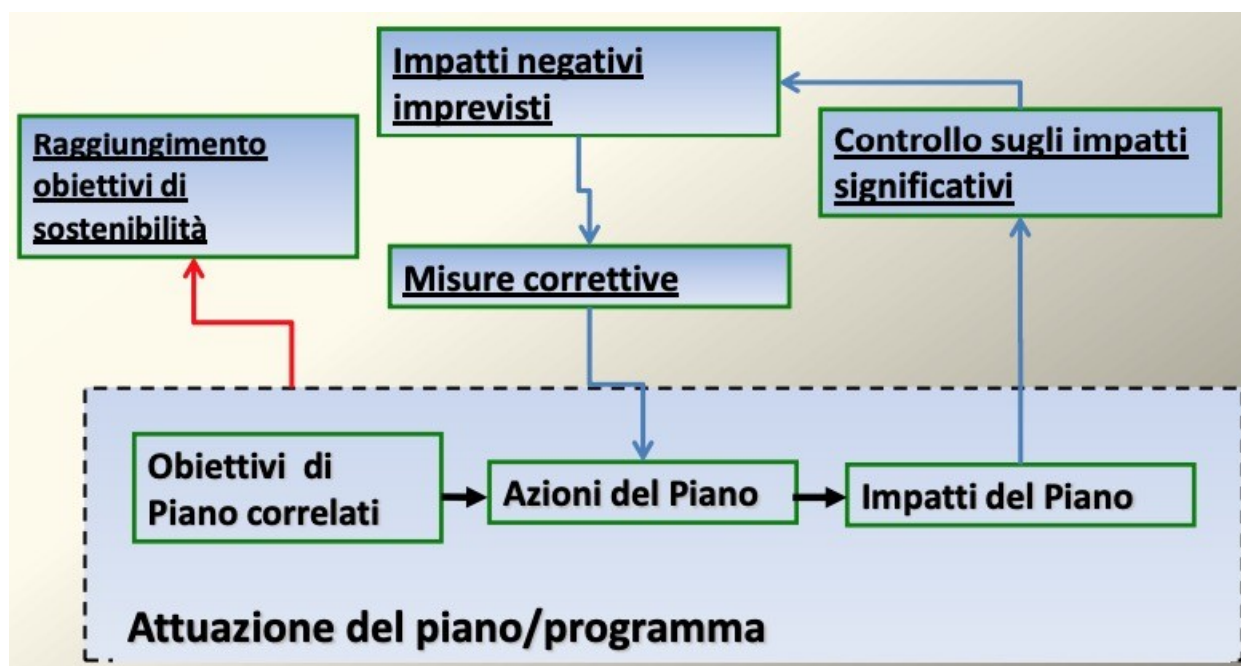 Impatti negativi
imprevisti
Raggiungimento
obiettivi di
sostenibilità
Controllo sugli impatti
significativi
Misure correttive
Obiettivi di
Piano correlati
Azioni del Piano
Impatti del Piano
Attuazione del piano/programma